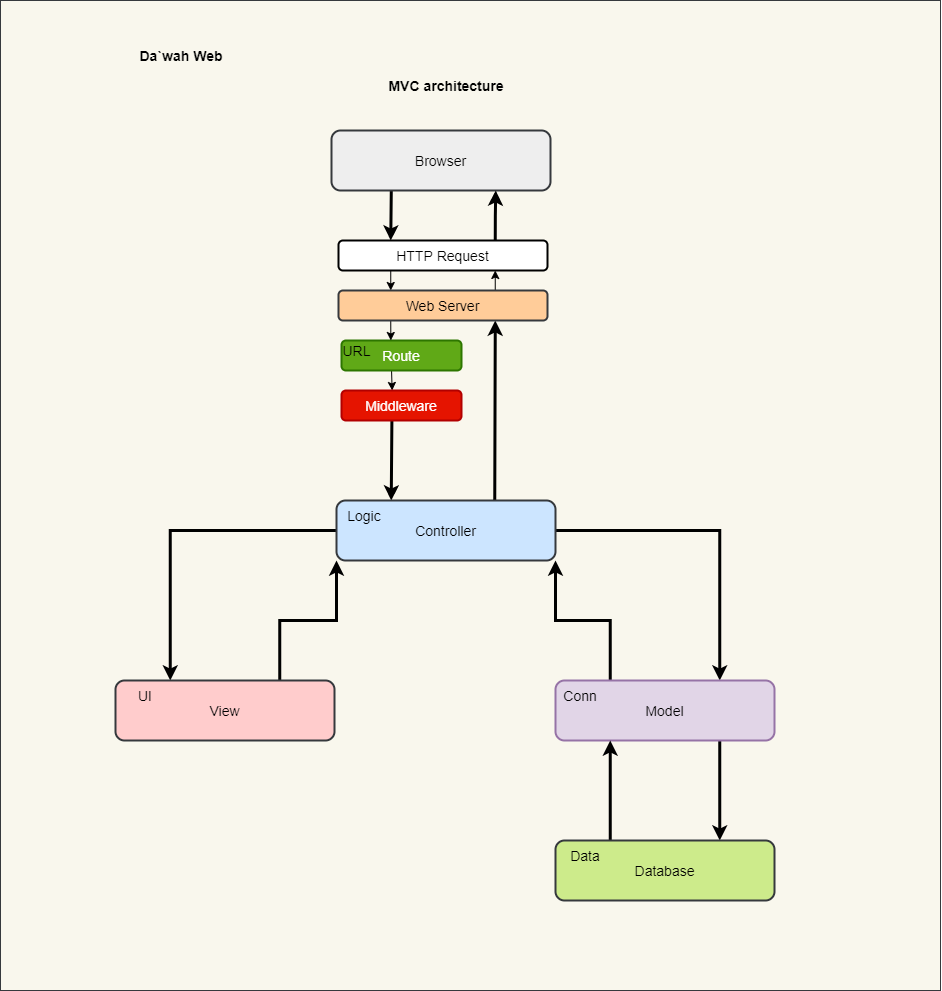 Da`wah Web
MVC architecture
Browser
HTTP Request
Web Server
URL
Route
Middleware
Logic
Controller
UI
View
Conn
Model
Data
Database